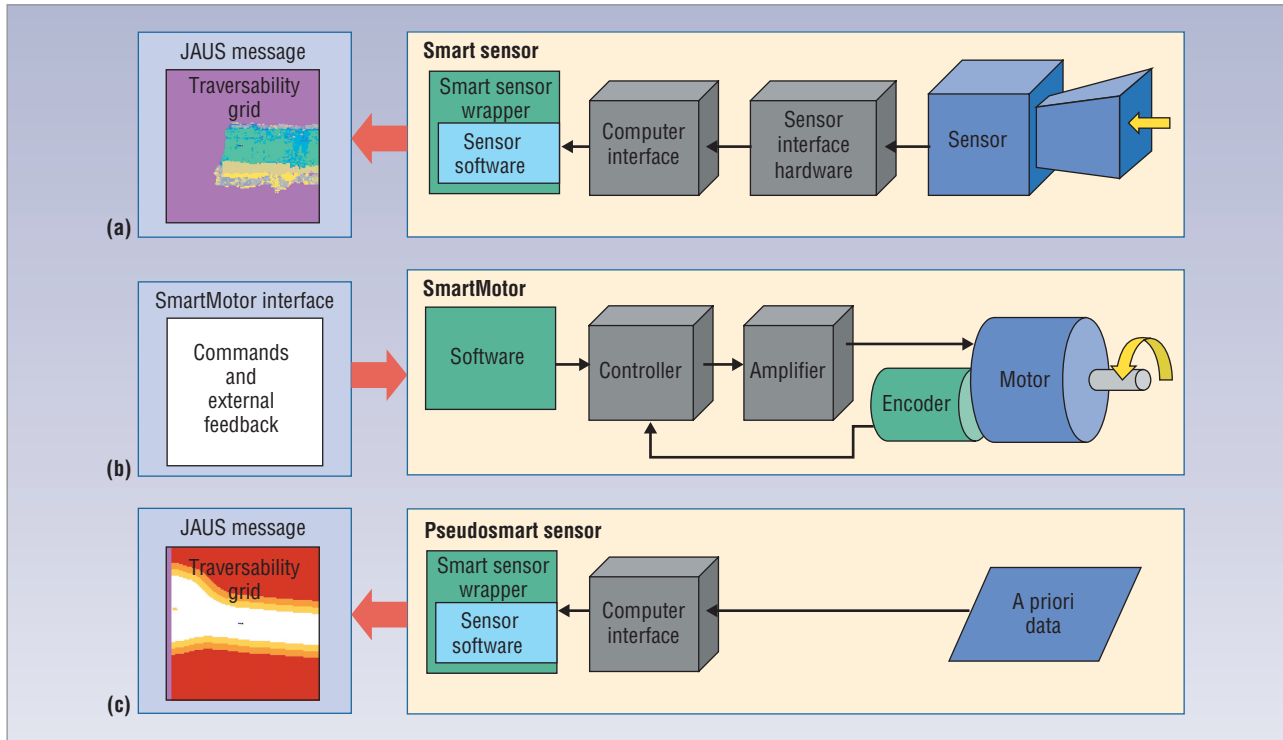 JAUS message
Traversability
grid
(a)
Smart sensor
Smart sensor
wrapper
Sensor
software
Computer
interface
Sensor
interface
hardware
Sensor
SmartMotor interface
Commands
and
external
feedback
(b)
SmartMotor
Software
Controller
Amplifier
Encoder
Motor
JAUS message
Traversability
grid
(c)
Pseudosmart sensor
Smart sensor
wrapper
Sensor
software
Computer
interface
A priori
data